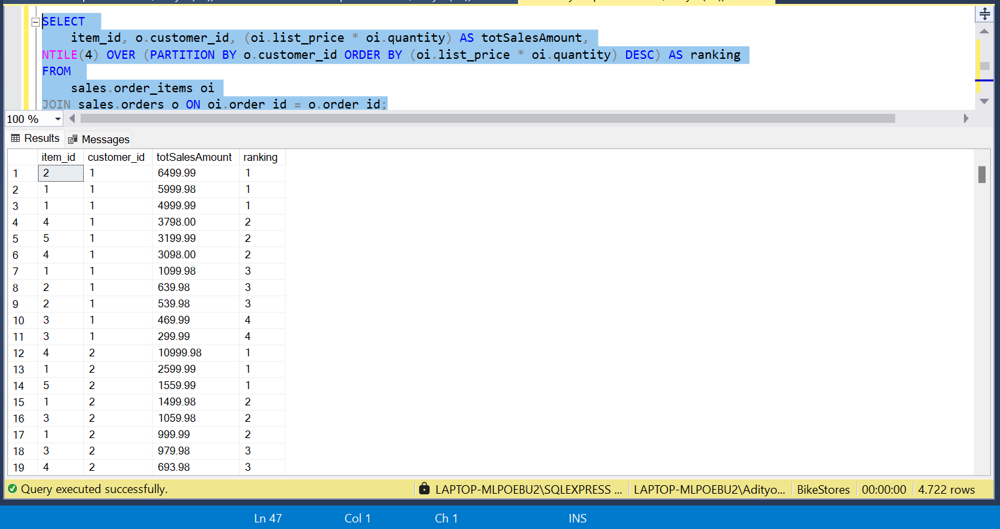 SELECT
item_id, o.customer_id, (oi.list_price * oi.quantity) AS totSalesAmount,
NTILE(4) OVER (PARTITION BY o.customer_id ORDER BY (oi.list_price * oi.quantity) DESC) AS ranking
FROM
sales.order_items oi
JOIN sales.orders o ON oi.order_id = o.order_id;
100 %
Results Messages
item_id customer_id totSalesAmount ranking
1 2 1 6499.99 1
2 1 1 5999.98 1
3 1 1 4999.99 1
4 4 1 3798.00 2
5 5 1 3199.99 2
6 4 1 3098.00 2
7 1 1 1099.98 3
8 2 1 639.98 3
9 2 1 539.98 3
10 3 1 469.99 4
11 3 1 299.99 4
12 4 2 10999.98 1
13 1 2 2599.99 1
14 5 2 1559.99 1
15 1 2 1499.98 2
16 3 2 1059.98 2
17 1 2 999.99 2
18 3 2 979.98 3
19 4 2 693.98 3
Query executed successfully. LAPTOP-MLPOEBU2\SQLEXPRESS ... LAPTOP-MLPOEBU2\Adityo... BikeStores 00:00:00 4.722 rows
Ln 47 Col 1 Ch 1 INS